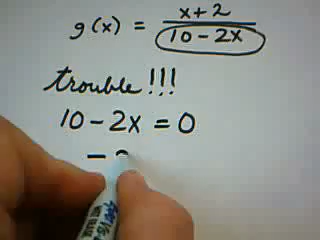 g(x) = x+2 / 10-2x
trouble!!!
10-2x = 0
-